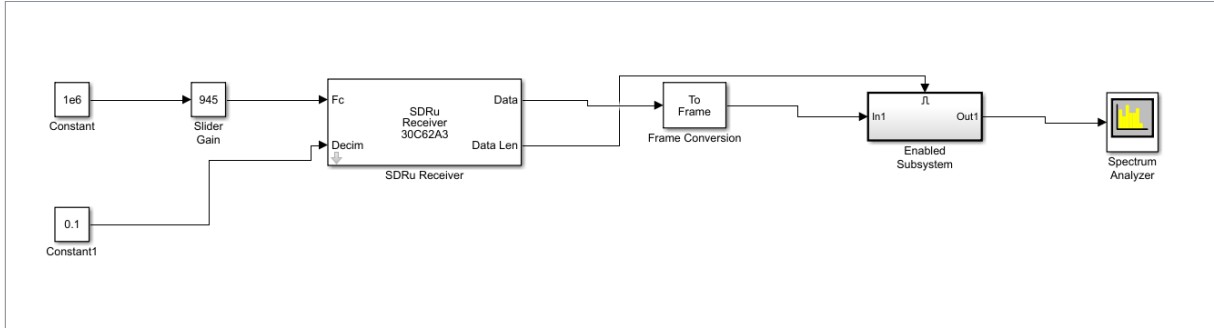 1e6
Constant
945
Slider
Gain
Fc
Decim
SDRu
Receiver
30C62A3
Data
Data Len
SDRu Receiver
To
Frame
Frame Conversion
In1
Out1
Enabled
Subsystem
Spectrum
Analyzer
0.1
Constant1